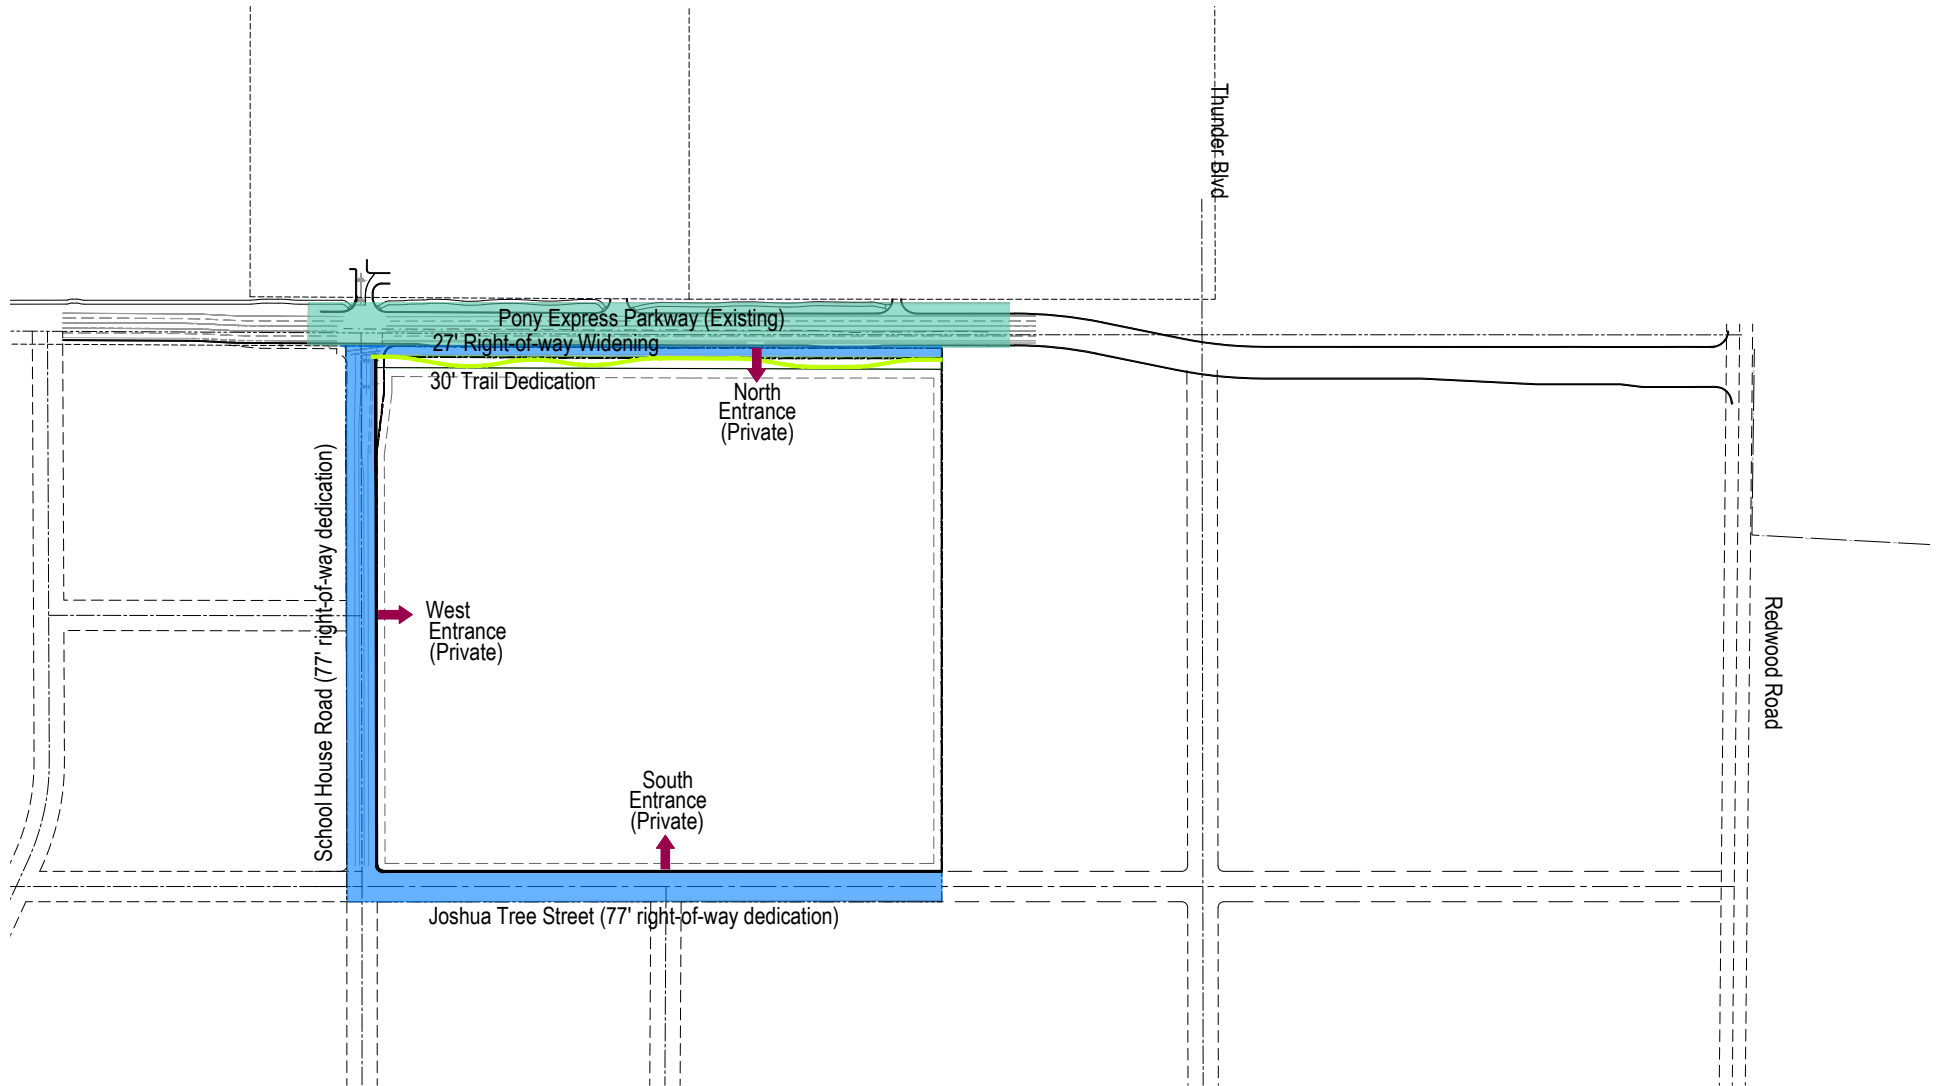 Thunder Blvd
Pony Express Parkway (Existing)
27' Right-of-way Widening
30' Trail Dedication
North
Entrance
(Private)
School House Road (77' right-of-way dedication)
West
Entrance
(Private)
Redwood Road
South
Entrance
(Private)
Joshua Tree Street (77' right-of-way dedication)